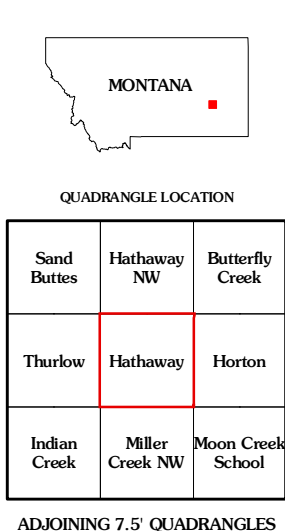 MONTANA
QUADRANGLE LOCATION
Sand
Buttes
Hathaway
NW
Butterfly
Creek
Thurlow
Hathaway
Horton
Indian
Creek
Miller
Creek NW
Moon Creek
School
ADJOINING 7.5' QUADRANGLES